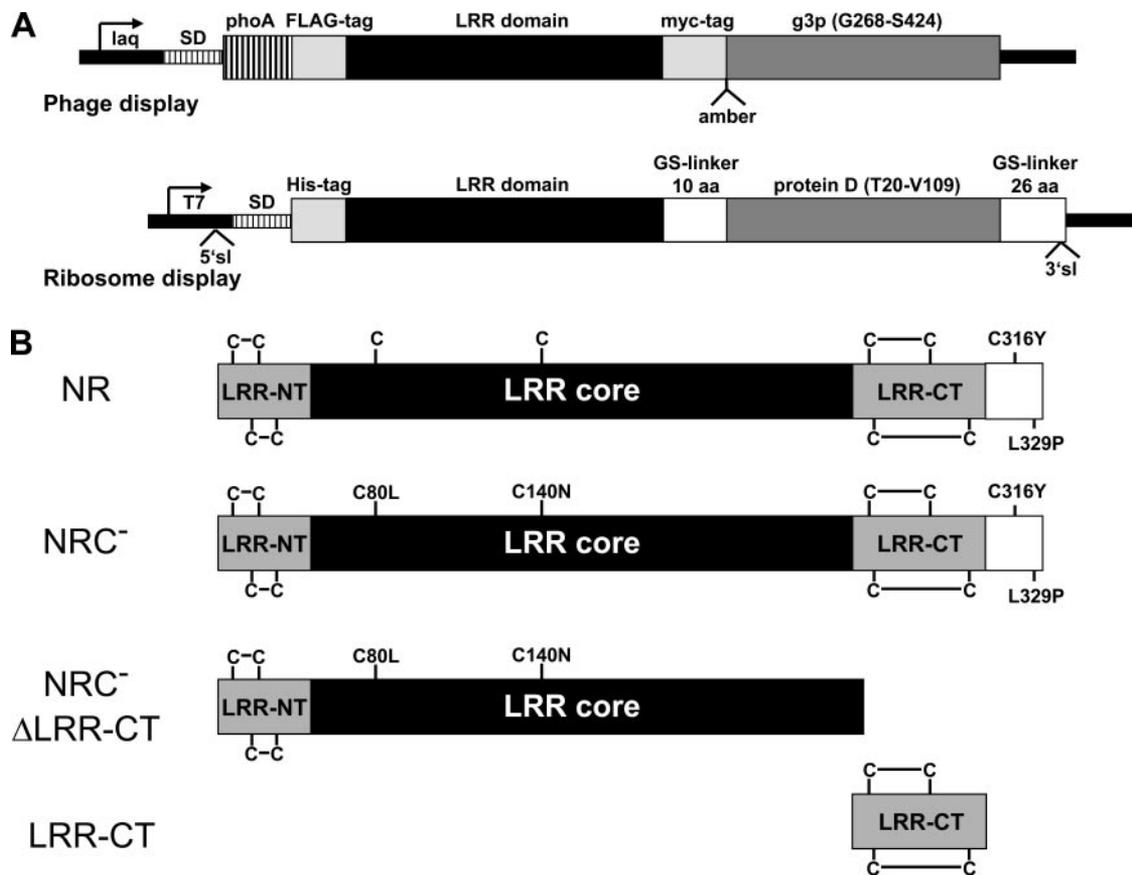 A
laq
SD
phoA FLAG-tag
LRR domain
myc-tag
g3p (G268-S424)
amber
Phage display
T7
SD
His-tag
LRR domain
GS-linker
10 aa
protein D (T20-V109)
GS-linker
26 aa
5‘sl
3‘sl
Ribosome display
B
NR
C C
C
C
C C
C316Y
LRR-NT
LRR core
LRR-CT
C C
C C
L329P
NRC-
C C
C80L
C140N
C C
C316Y
LRR-NT
LRR core
LRR-CT
C C
C C
L329P
NRC-
ΔLRR-CT
C C
C80L
C140N
LRR-NT
LRR core
C C
LRR-CT
C C
LRR-CT
C C